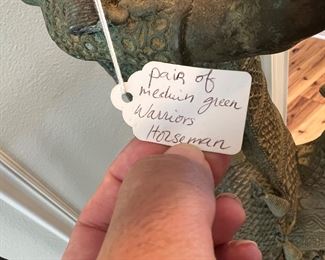 pair of
medium green
Warriors
Horseman